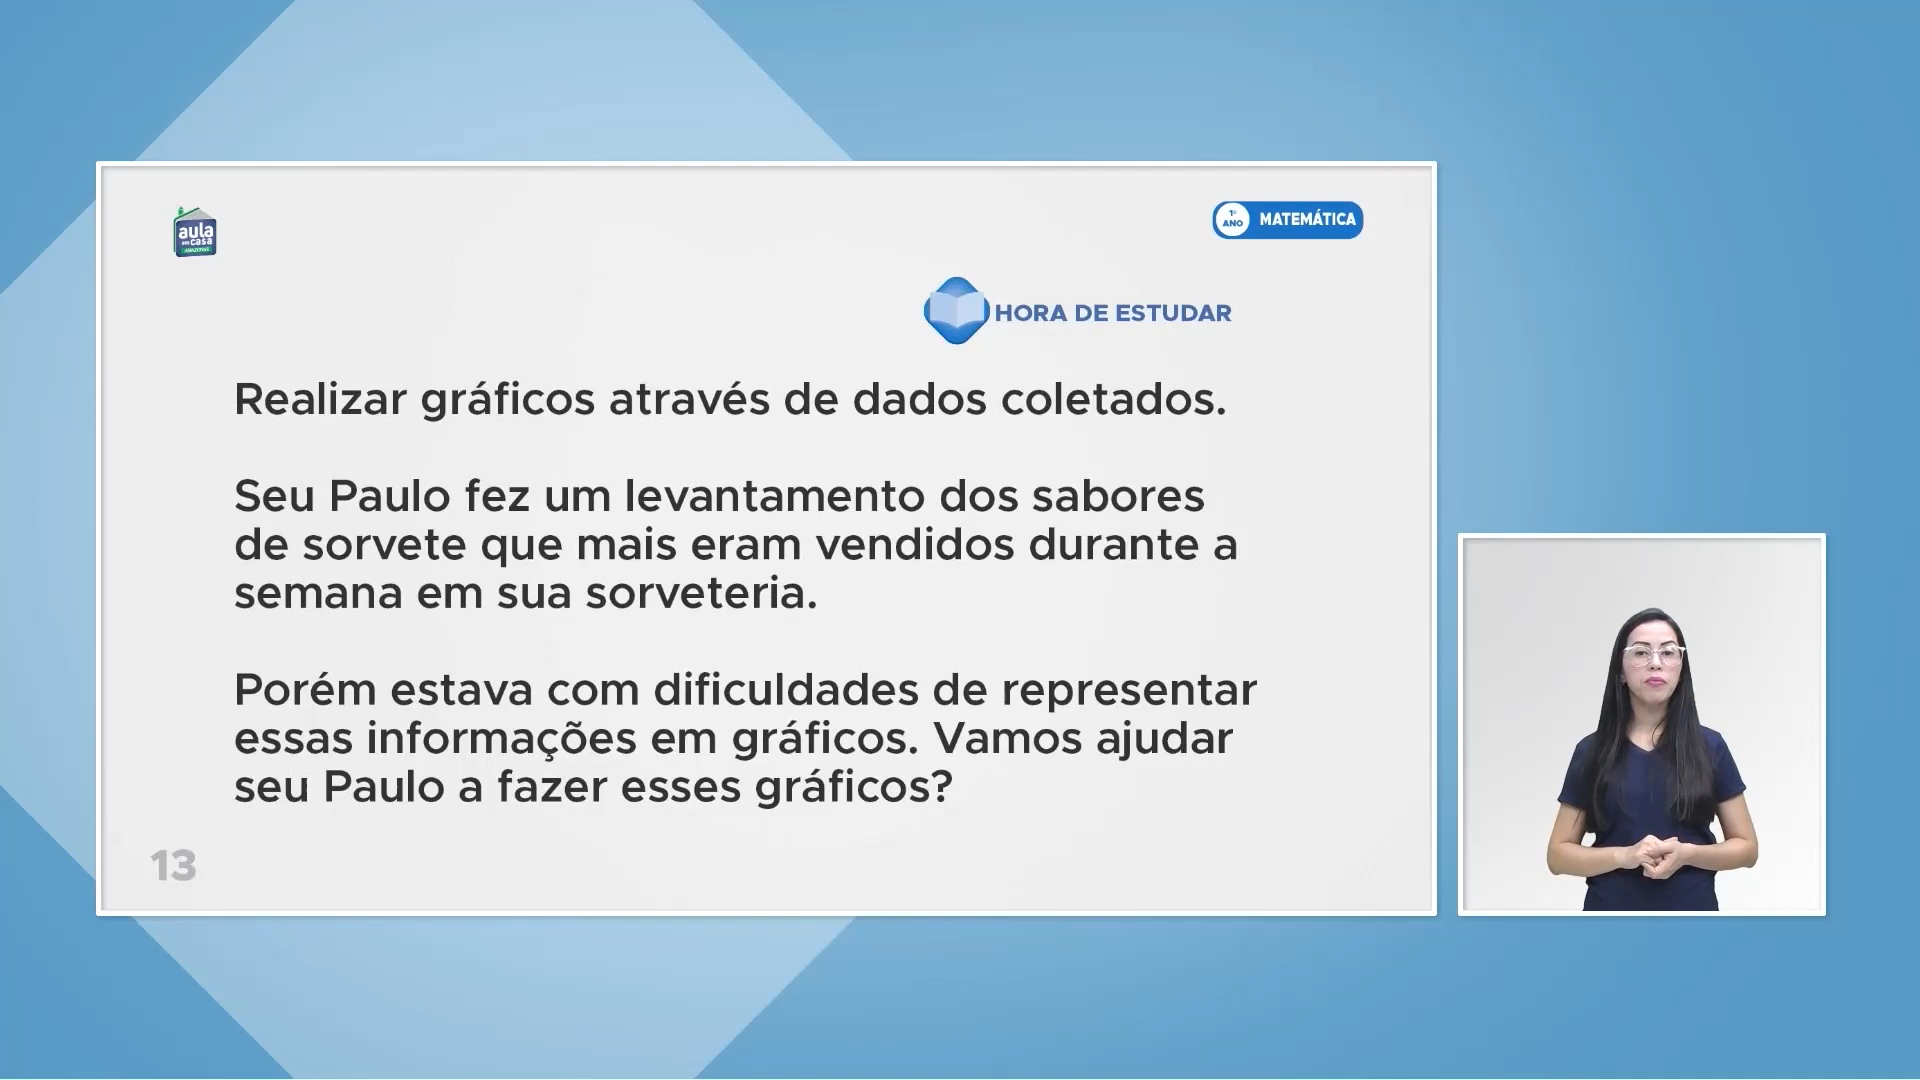 aula
em casa
AMAZONAS
1º
ANO
MATEMÁTICA
HORA DE ESTUDAR
Realizar gráficos através de dados coletados.
Seu Paulo fez um levantamento dos sabores
de sorvete que mais eram vendidos durante a
semana em sua sorveteria.
Porém estava com dificuldades de representar
essas informações em gráficos. Vamos ajudar
seu Paulo a fazer esses gráficos?
13